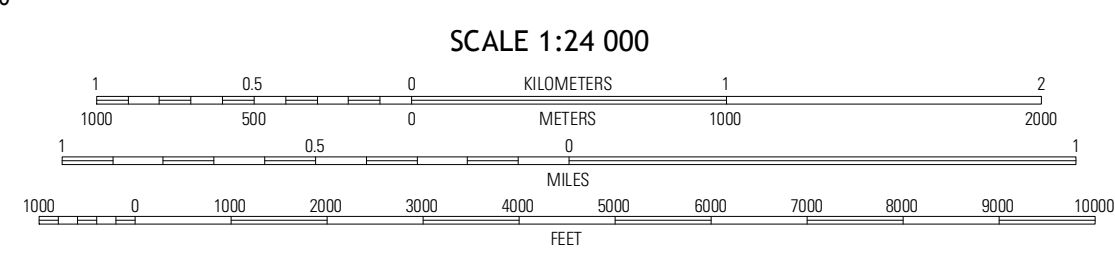 SCALE 1:24 000
1 0.5 0 KILOMETERS 1 2
1000 500 0 METERS 1000 2000
1 0.5 0 1
MILES
1000 0 1000 2000 3000 4000 5000 6000 7000 8000 9000 10000
FEET